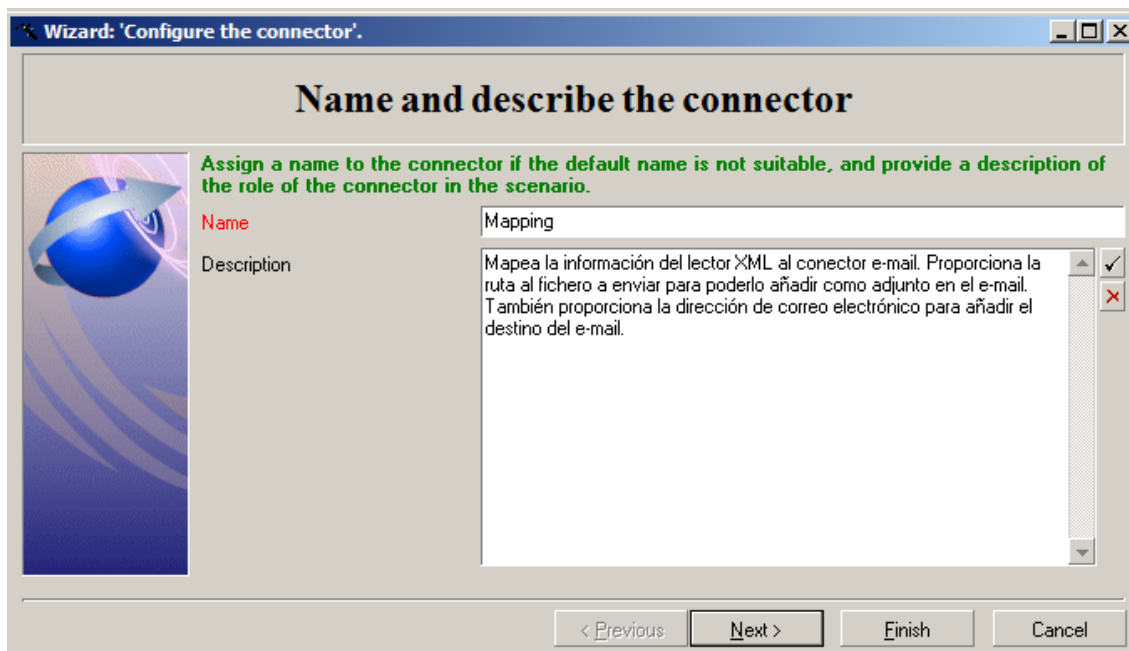 Wizard: 'Configure the connector'.
Name and describe the connector
Assign a name to the connector if the default name is not suitable, and provide a description of
the role of the connector in the scenario.
Name
Mapping
Description
Mapea la información del lector XML al conector e-mail. Proporciona la
ruta al fichero a enviar para poderlo añadir como adjunto en el e-mail.
También proporciona la dirección de correo electrónico para añadir el
destino del e-mail.
< Previous
Next >
Finish
Cancel